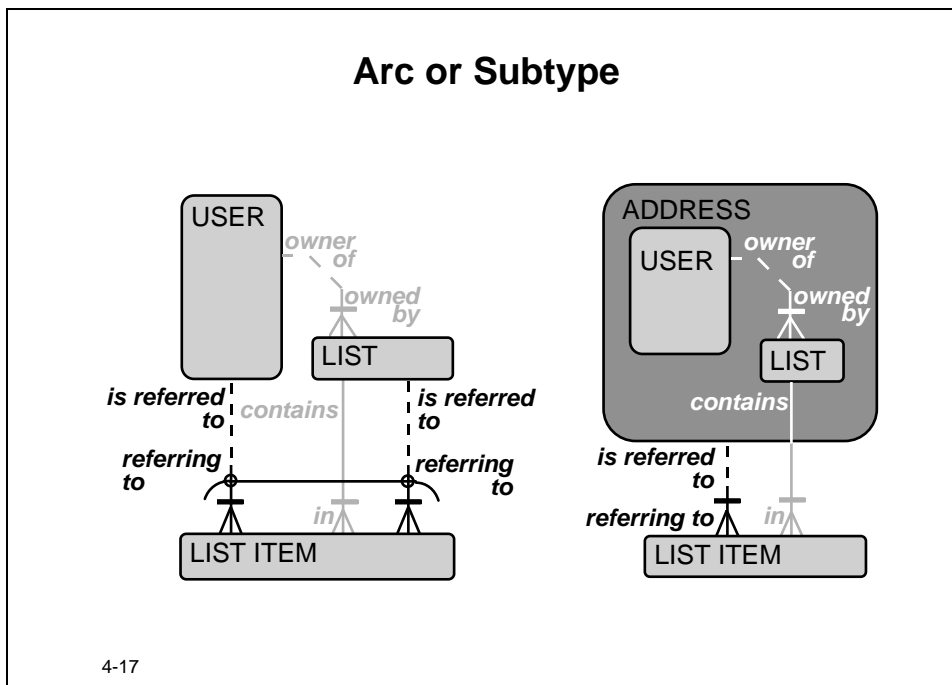 Arc or Subtype
USER
owner
of
owned
by
LIST
is referred
to
contains
is referred
to
referring
to
referring
to
in
LIST ITEM
ADDRESS
USER
owner
of
owned
by
LIST
contains
is referred
to
referring to
in
LIST ITEM
4-17